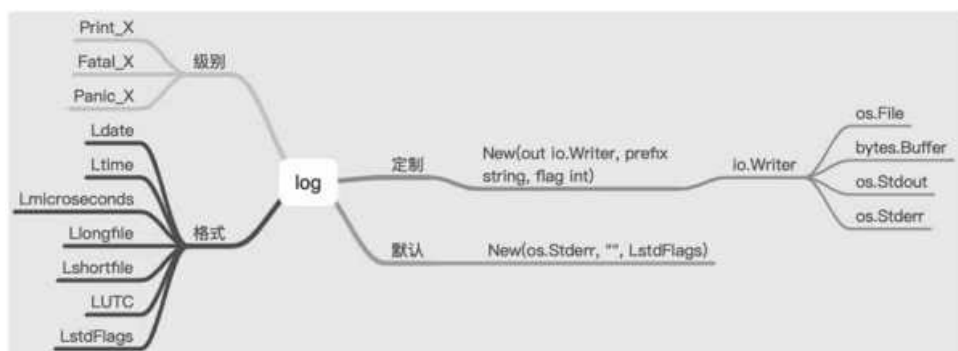 Print_X
Fatal_X
Panic_X
级别
Ldate
Ltime
Lmicroseconds
Llongfile
Lshortfile
LUTC
LstdFlags
格式
log
定制
New(out io.Writer, prefix
string, flag int)
io.Writer
os.File
bytes.Buffer
os.Stdout
os.Stderr
默认
New(os.Stderr, "", LstdFlags)